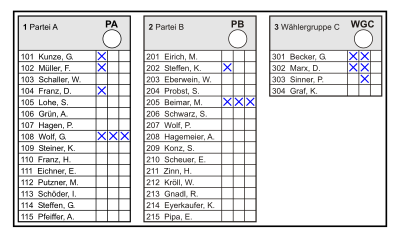 1 Partei A PA
101 Kunze, G.
102 Müller, F.
103 Schaller, W.
104 Franz, D.
105 Lohe, S.
106 Grün, A.
107 Hagen, P.
108 Wolf, G.
109 Steiner, K.
110 Franz, H.
111 Eichner, E.
112 Putzner, M.
113 Schöder, I.
114 Steffen, G.
115 Pfeiffer, A.
2 Partei B PB
201 Eirich, M.
202 Steffen, K.
203 Eberwein, W.
204 Probst, S.
205 Beimar, M.
206 Schwarz, S.
207 Wolf, P.
208 Hagemeier, A.
209 Konz, S.
210 Scheuer, E.
211 Zinn, H.
212 Kröll, W.
213 Gnadl, R.
214 Eyerkaufer, K.
215 Pipa, E.
3 Wählergruppe C WGC
301 Becker, G.
302 Marx, D.
303 Sinner, P.
304 Graf, K.